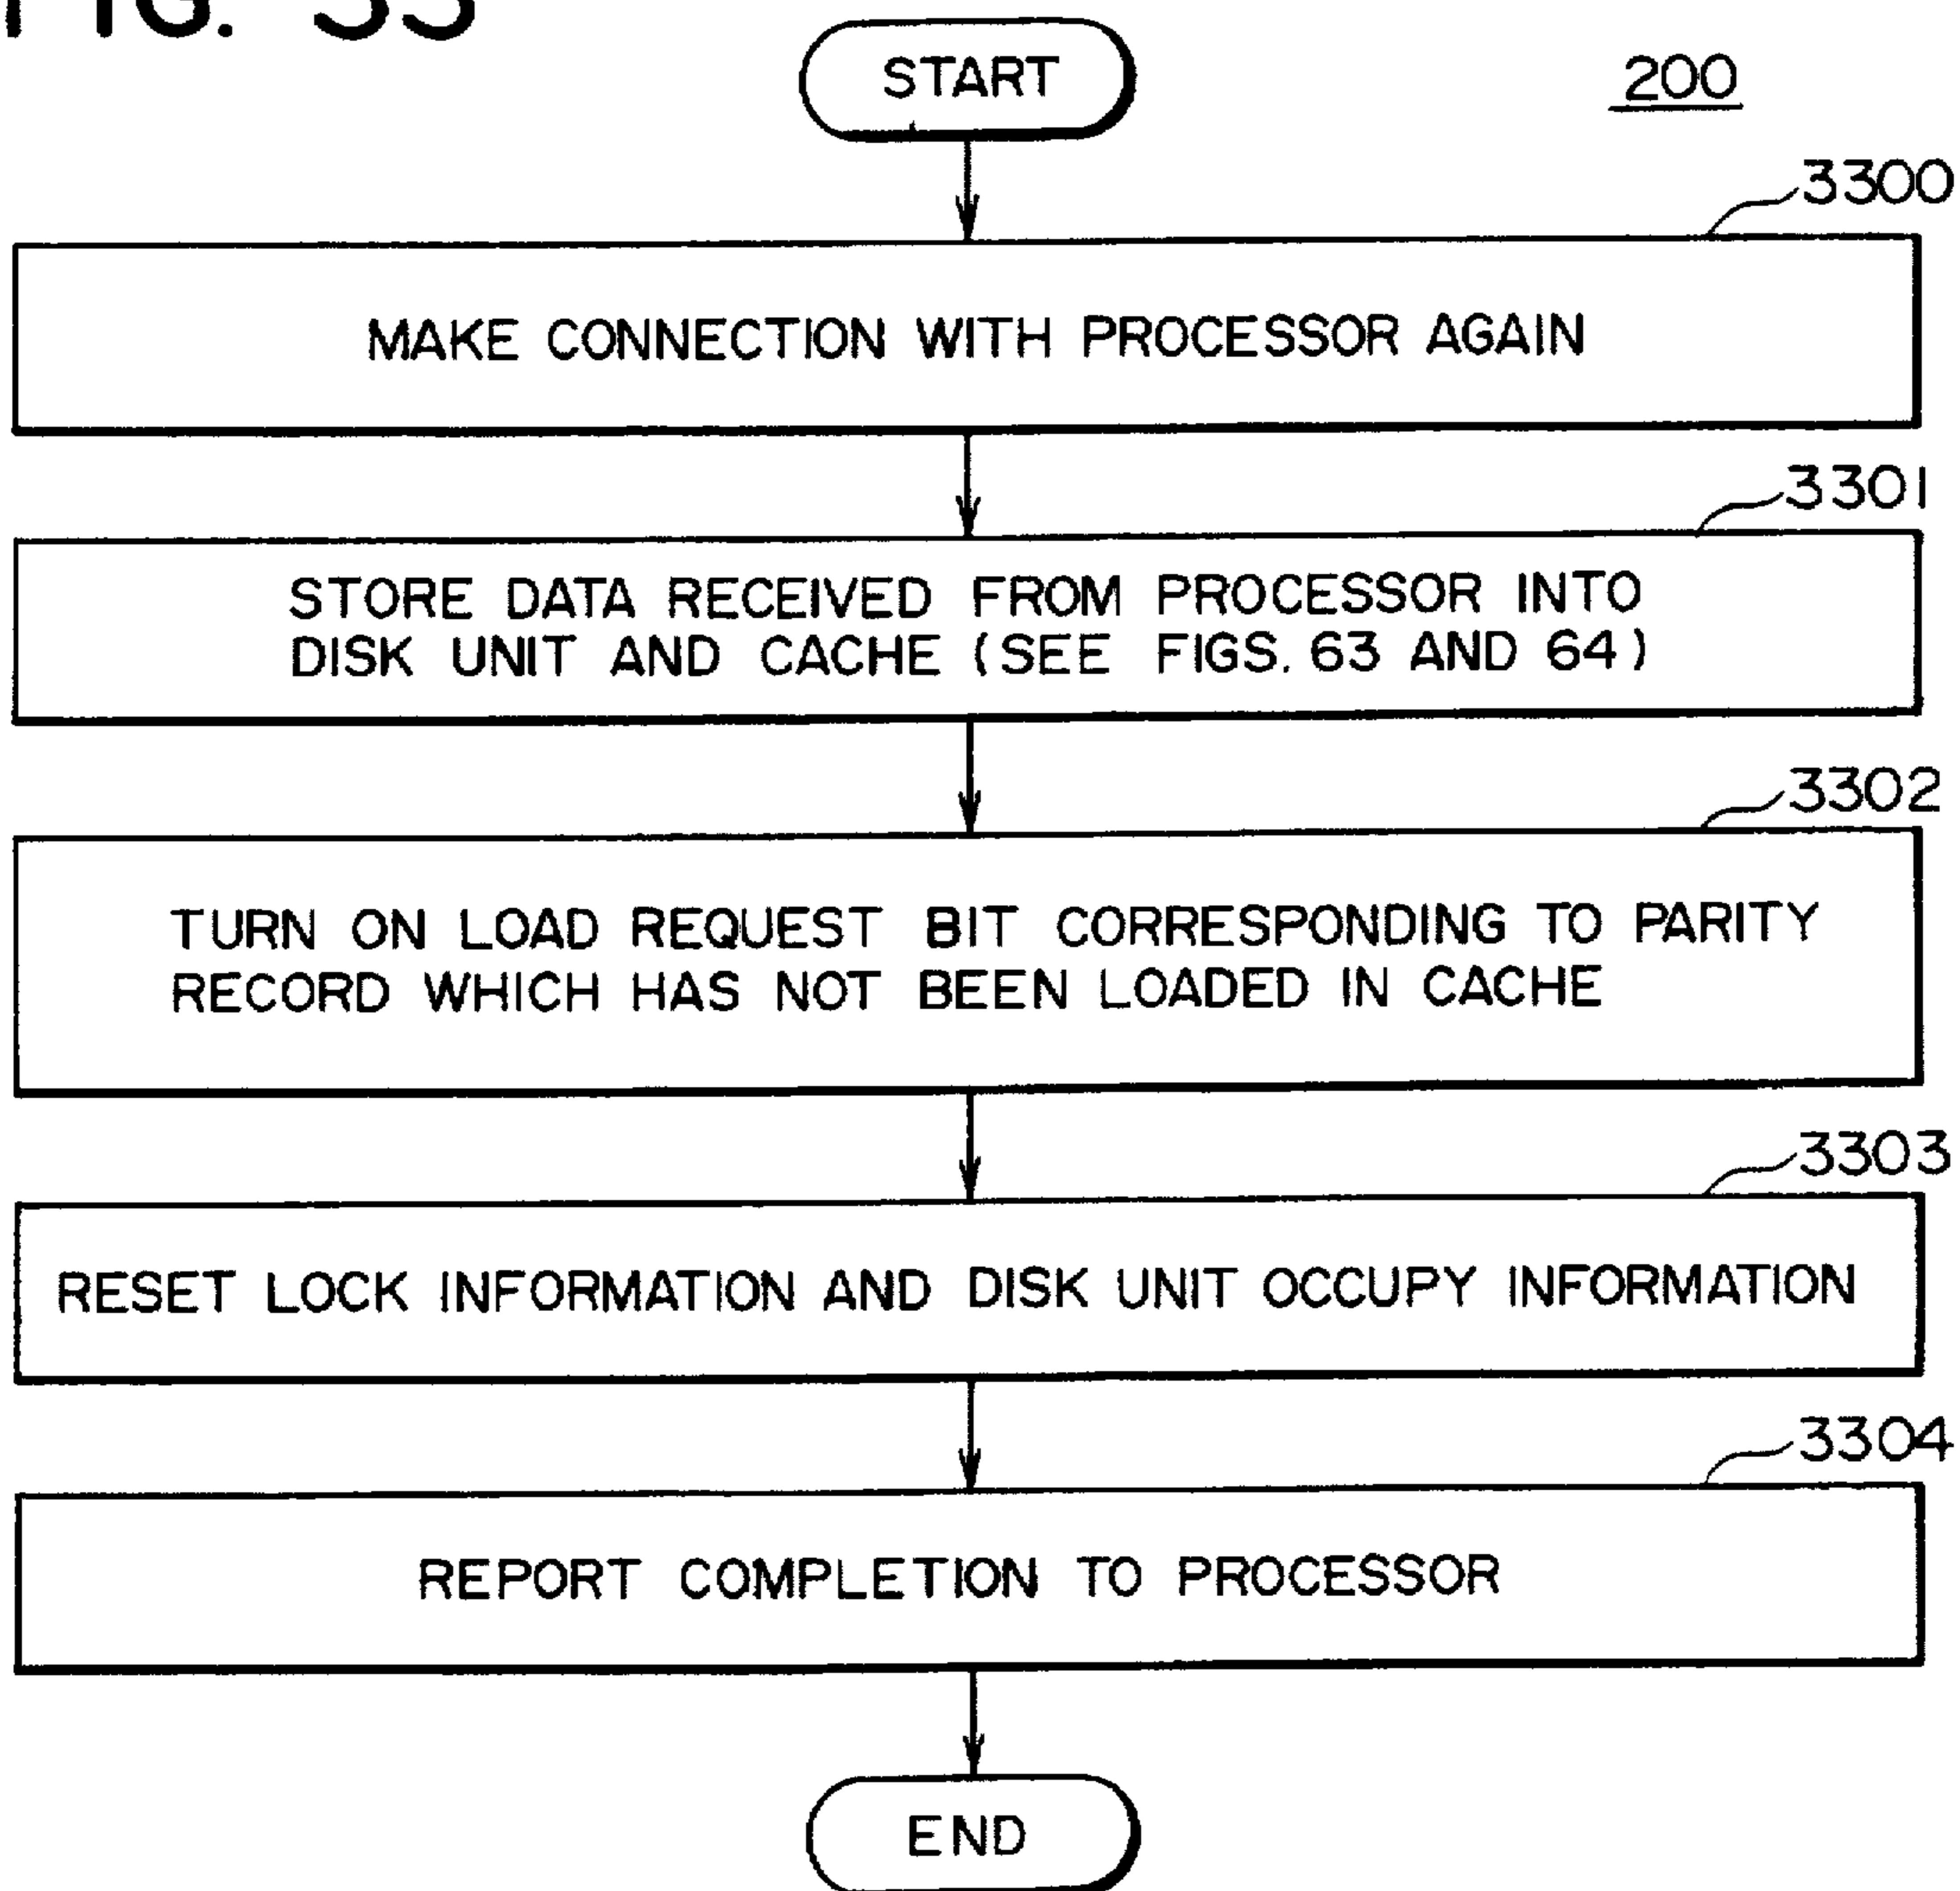 FIG.
START
200
3300
MAKE CONNECTION WITH PROCESSOR AGAIN
3301
STORE DATA RECEIVED FROM PROCESSOR INTO
DISK UNIT AND CACHE (SEE FIGS. 63 AND 64)
3302
TURN ON LOAD REQUEST BIT CORRESPONDING TO PARITY
RECORD WHICH HAS NOT BEEN LOADED IN CACHE
3303
RESET LOCK INFORMATION AND DISK UNIT OCCUPY INFORMATION
3304
REPORT COMPLETION TO PROCESSOR
END